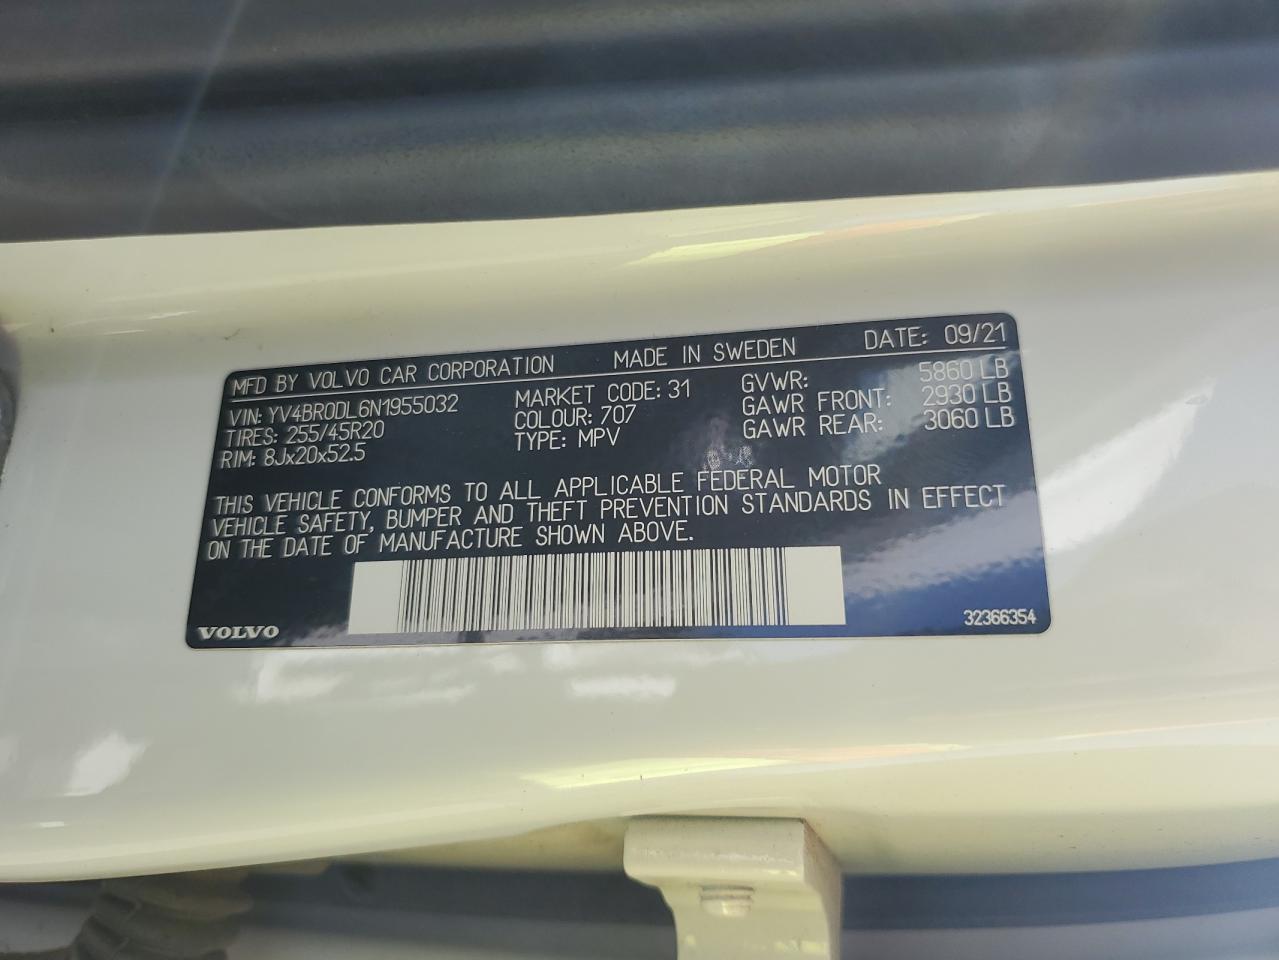 MFD BY VOLVO CAR CORPORATION MADE IN SWEDEN DATE: 09/21
VIN: YV4BR0DL6N1955032 MARKET CODE: 31 GVWR: 5860 LB
TIRES: 255/45R20 COLOUR: 707 GAWR FRONT: 2930 LB
RIM: 8Jx20x52.5 TYPE: MPV GAWR REAR: 3060 LB
THIS VEHICLE CONFORMS TO ALL APPLICABLE FEDERAL MOTOR
VEHICLE SAFETY, BUMPER AND THEFT PREVENTION STANDARDS IN EFFECT
ON THE DATE OF MANUFACTURE SHOWN ABOVE.
VOLVO 32366354